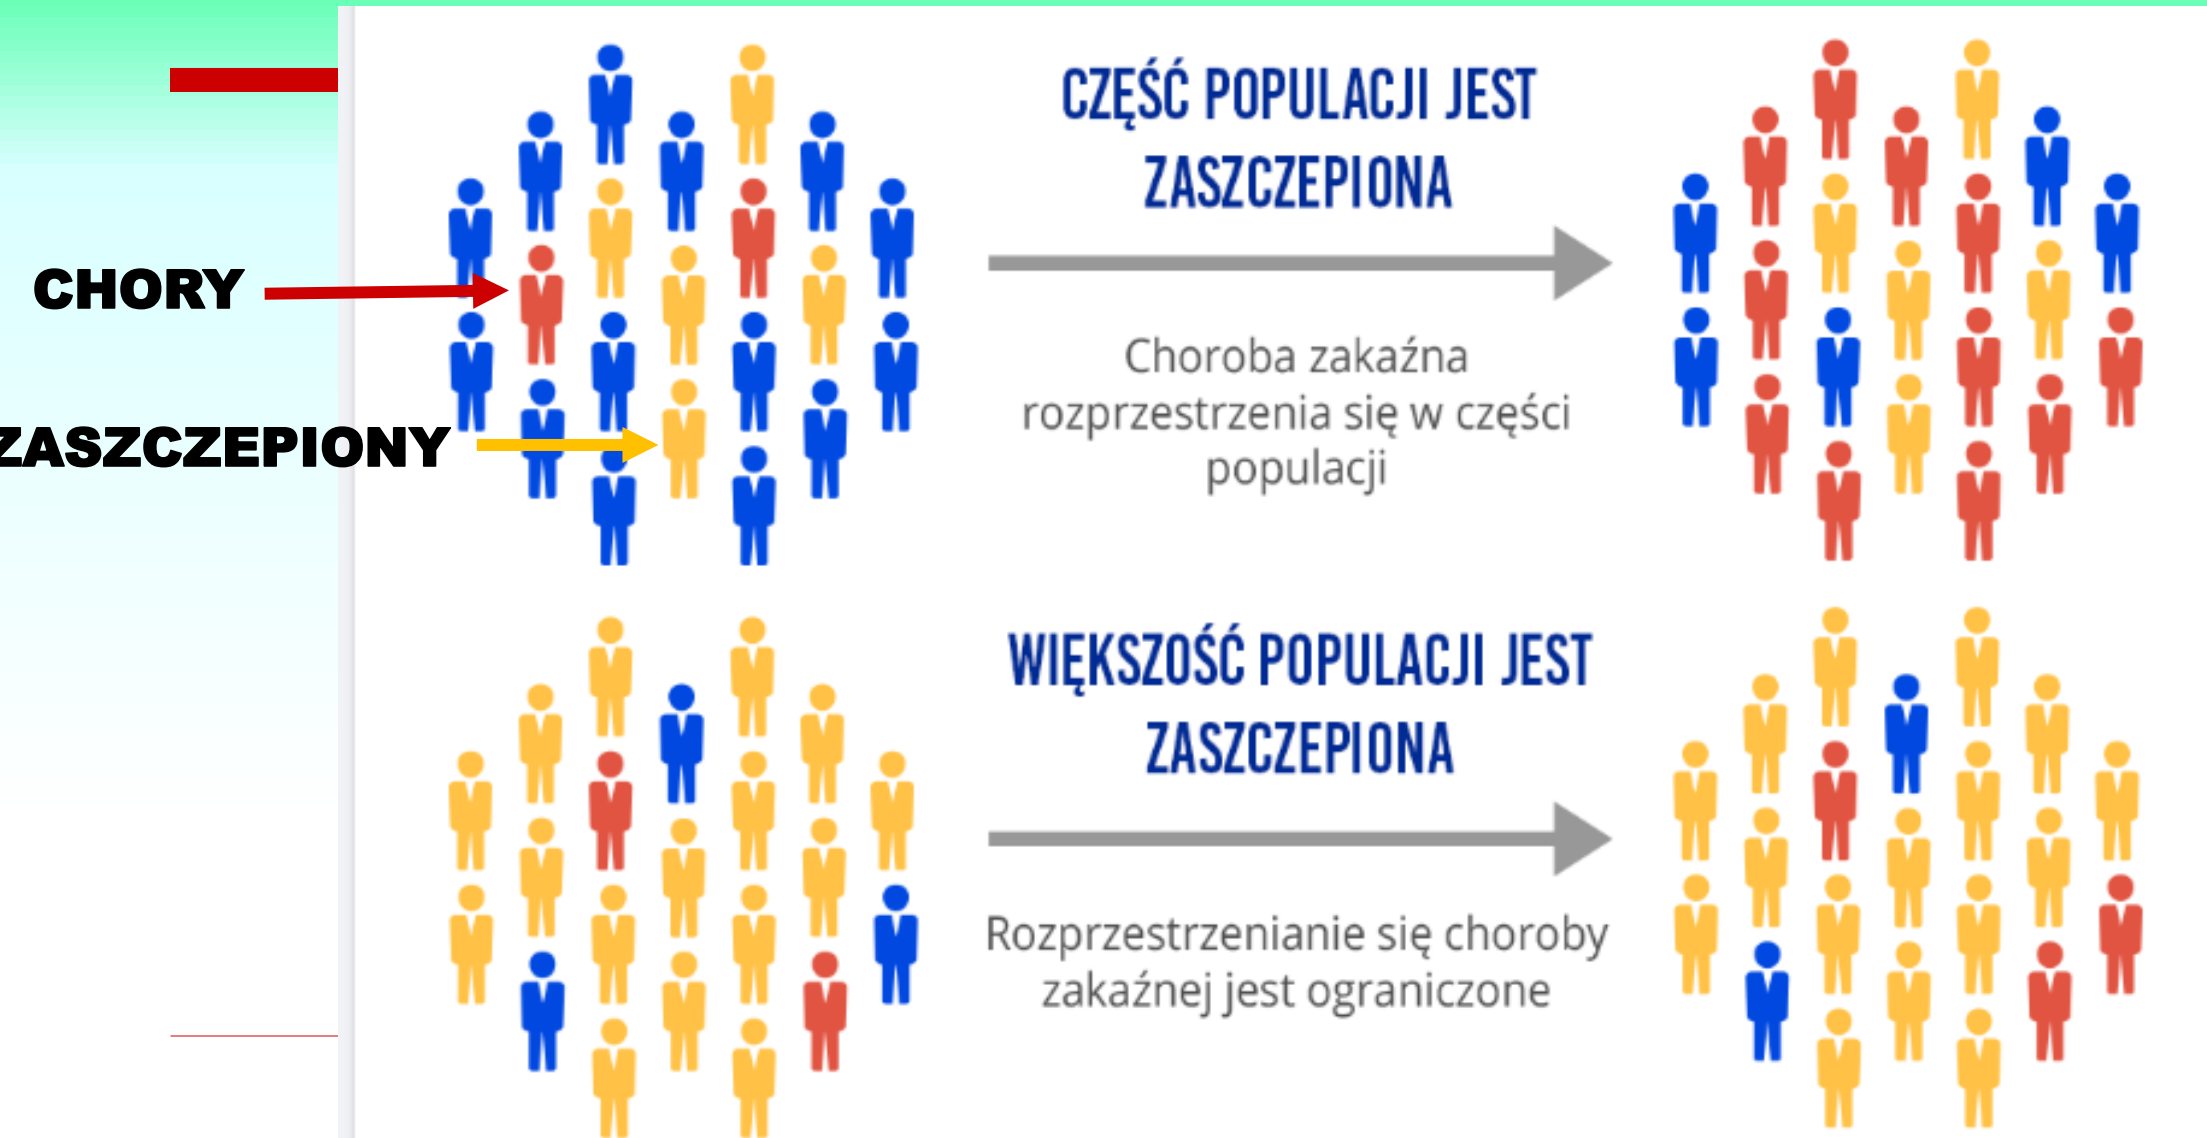 CZĘŚĆ POPULACJI JEST
ZASZCZEPIONA
CHORY
Choroba zakaźna
rozprzestrzenia się w części
populacji
ZASZCZEPIONY
WIĘKSZOŚĆ POPULACJI JEST
ZASZCZEPIONA
Rozprzestrzenianie się choroby
zakaźnej jest ograniczone